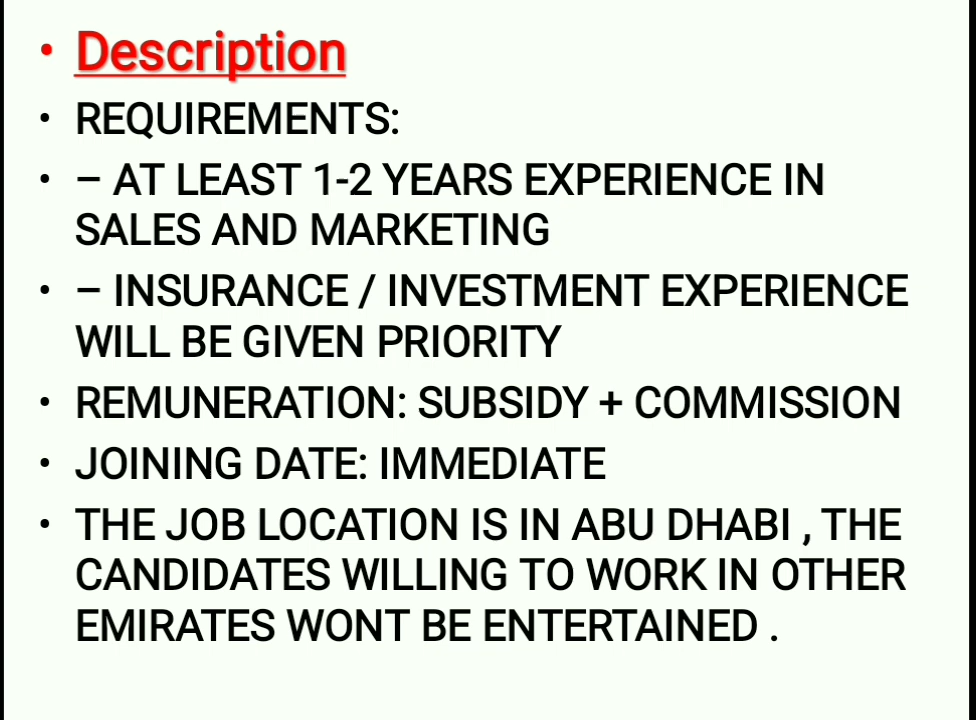 • Description
• REQUIREMENTS:
• – AT LEAST 1-2 YEARS EXPERIENCE IN
SALES AND MARKETING
• – INSURANCE / INVESTMENT EXPERIENCE
WILL BE GIVEN PRIORITY
• REMUNERATION: SUBSIDY + COMMISSION
• JOINING DATE: IMMEDIATE
• THE JOB LOCATION IS IN ABU DHABI , THE
CANDIDATES WILLING TO WORK IN OTHER
EMIRATES WONT BE ENTERTAINED .